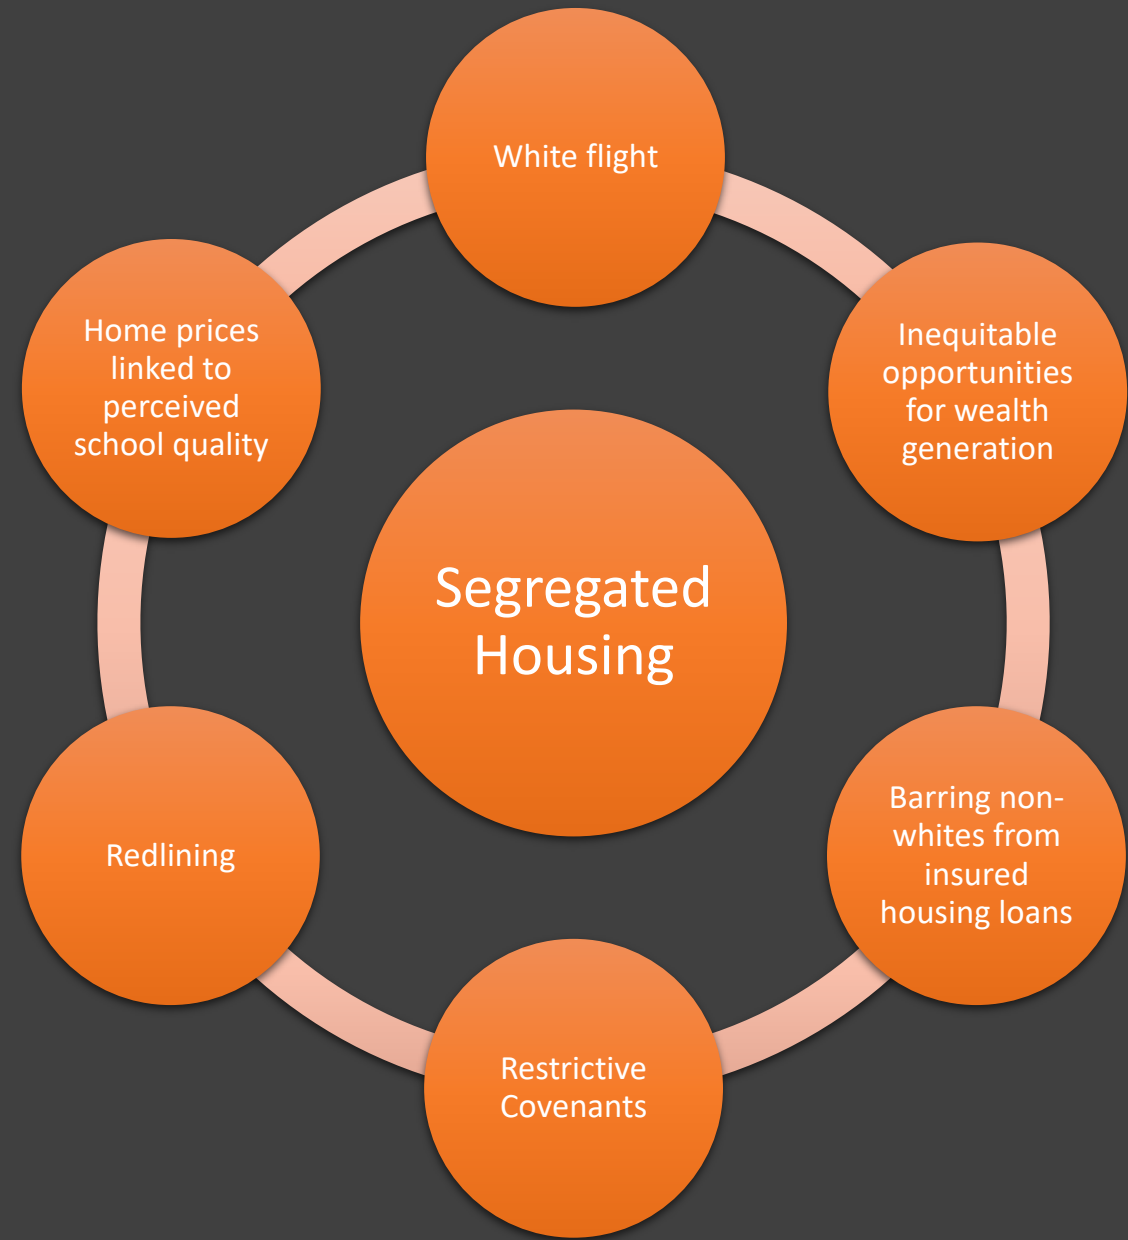 White flight
Inequitable
opportunities
for wealth
generation
Barring non-
whites from
insured
housing loans
Restrictive
Covenants
Redlining
Home prices
linked to
perceived
school quality
Segregated
Housing